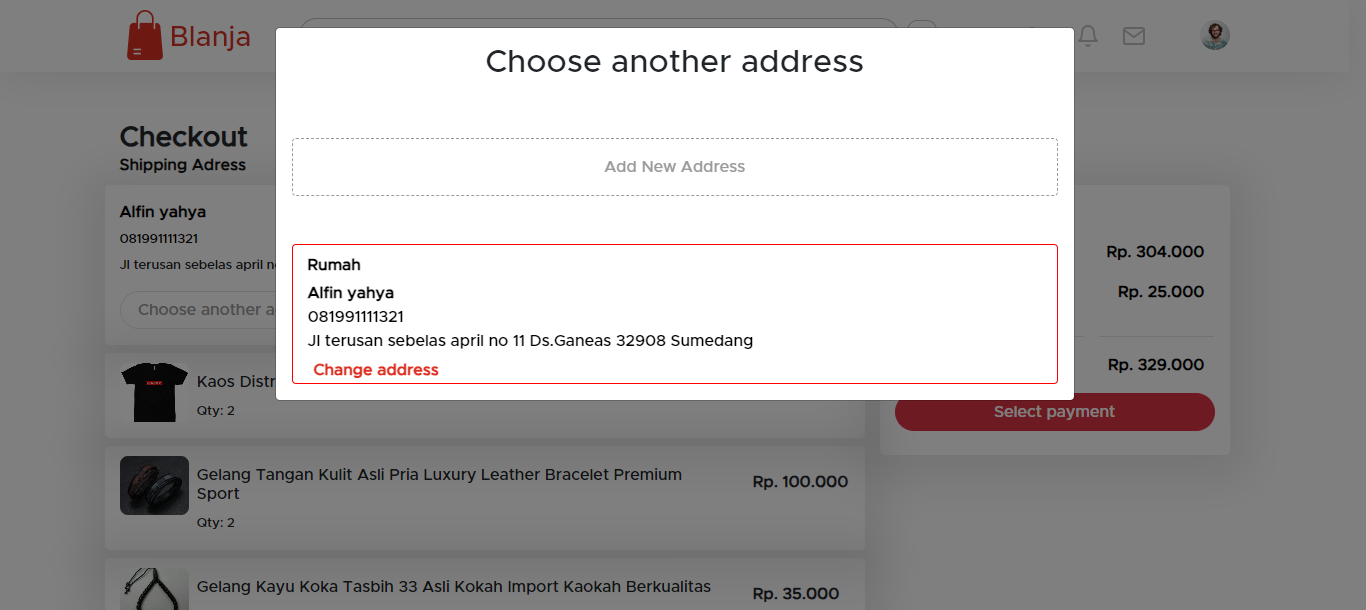 Blanja
Choose another address
Checkout
Shipping Adress
Add New Address
Alfin yahya
081991111321
Jl terusan sebelas april
Choose another
Rumah
Alfin yahya
081991111321
Jl terusan sebelas april no 11 Ds.Ganeas 32908 Sumedang
Change address
Rp. 304.000
Rp. 25.000
Rp. 329.000
Select payment
Kaos
Qty: 2
Gelang Tangan Kulit Asli Pria Luxury Leather Bracelet Premium
Sport
Qty: 2
Rp. 100.000
Gelang Kayu Koka Tasbih 33 Asli Kokah Import Kaokah Berkualitas
Rp. 35.000